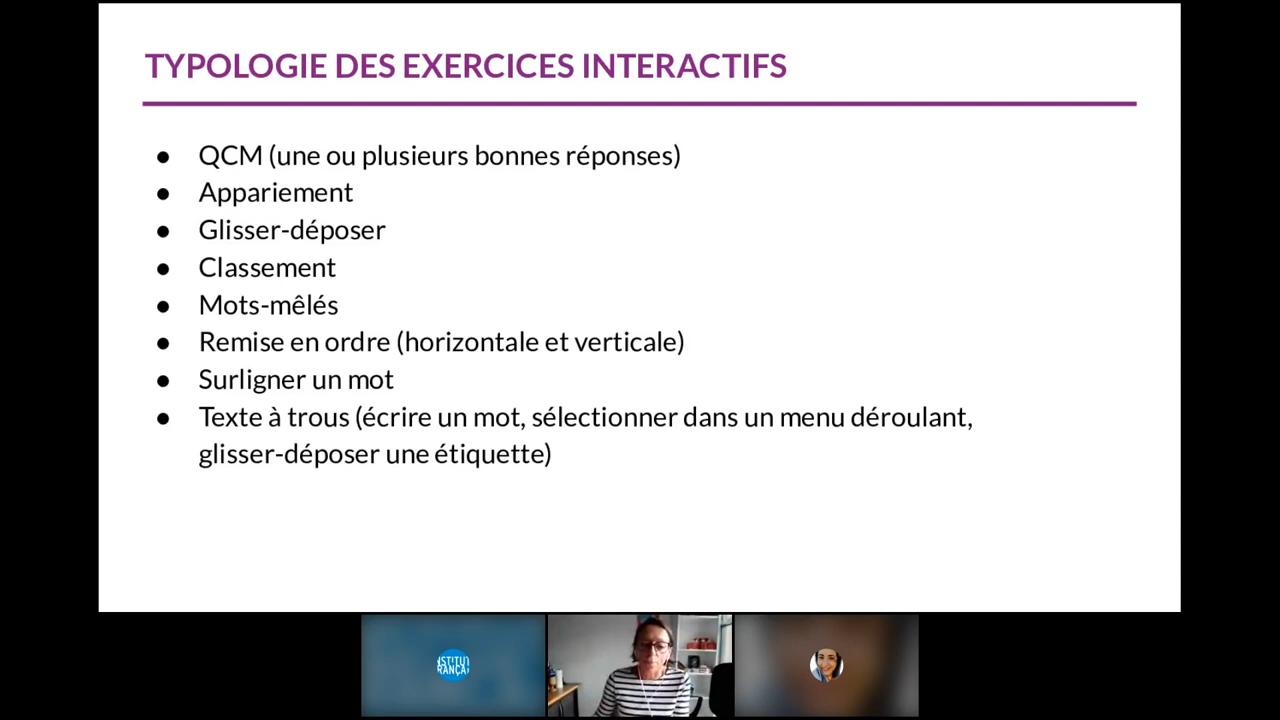 TYPOLOGIE DES EXERCICES INTERACTIFS
● QCM (une ou plusieurs bonnes réponses)
● Appariement
● Glisser-déposer
● Classement
● Mots-mêlés
● Remise en ordre (horizontale et verticale)
● Surligner un mot
● Texte à trous (écrire un mot, sélectionner dans un menu déroulant,
glisser-déposer une étiquette)